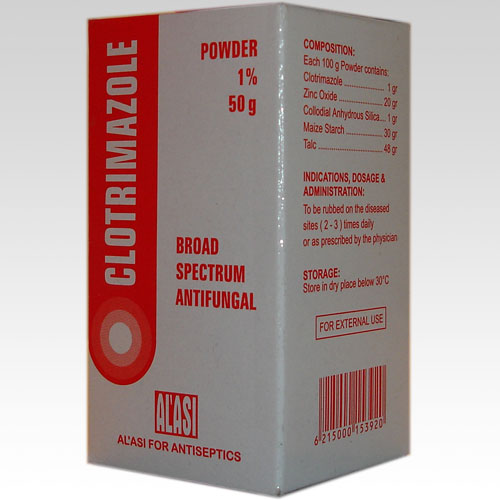 CLOTRIMAZOLE
POWDER
1%
50 g
BROAD
SPECTRUM
ANTIFUNGAL
AL'ASI
AL'ASI FOR ANTISEPTICS
COMPOSITION:
Each 100 g Powder contains:
Clotrimazole ................ 1 gr
Zinc Oxide ................ 20 gr
Collodial Anhydrous Silica.... 1 gr
Maize Starch ............. 30 gr
Talc ........................ 48 gr
INDICATIONS, DOSAGE &
ADMINISTRATION:
To be rubbed on the diseased
sites ( 2 - 3 ) times daily
or as prescribed by the physician
STORAGE:
Store in dry place below 30°C
FOR EXTERNAL USE
6 215000 153920